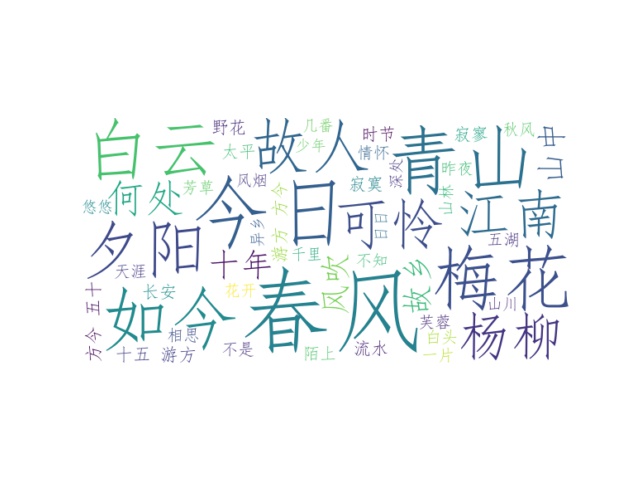 白云
野花
故人
几番
少年
时节
青山
寂寥
秋风
山中
太平
情怀
深处
昨夜
芳草
风烟
寂寞
山林
悠悠
何处
今日
方今
日日
可怜
江南
夕阳
异乡
游方
千里
五湖
天涯
十年
风吹
不知
故乡
梅花
方今
五十
长安
花开
如今
春风
山川
芙蓉
相思
杨柳
十五
游方
不是
陌上
流水
白头
一片